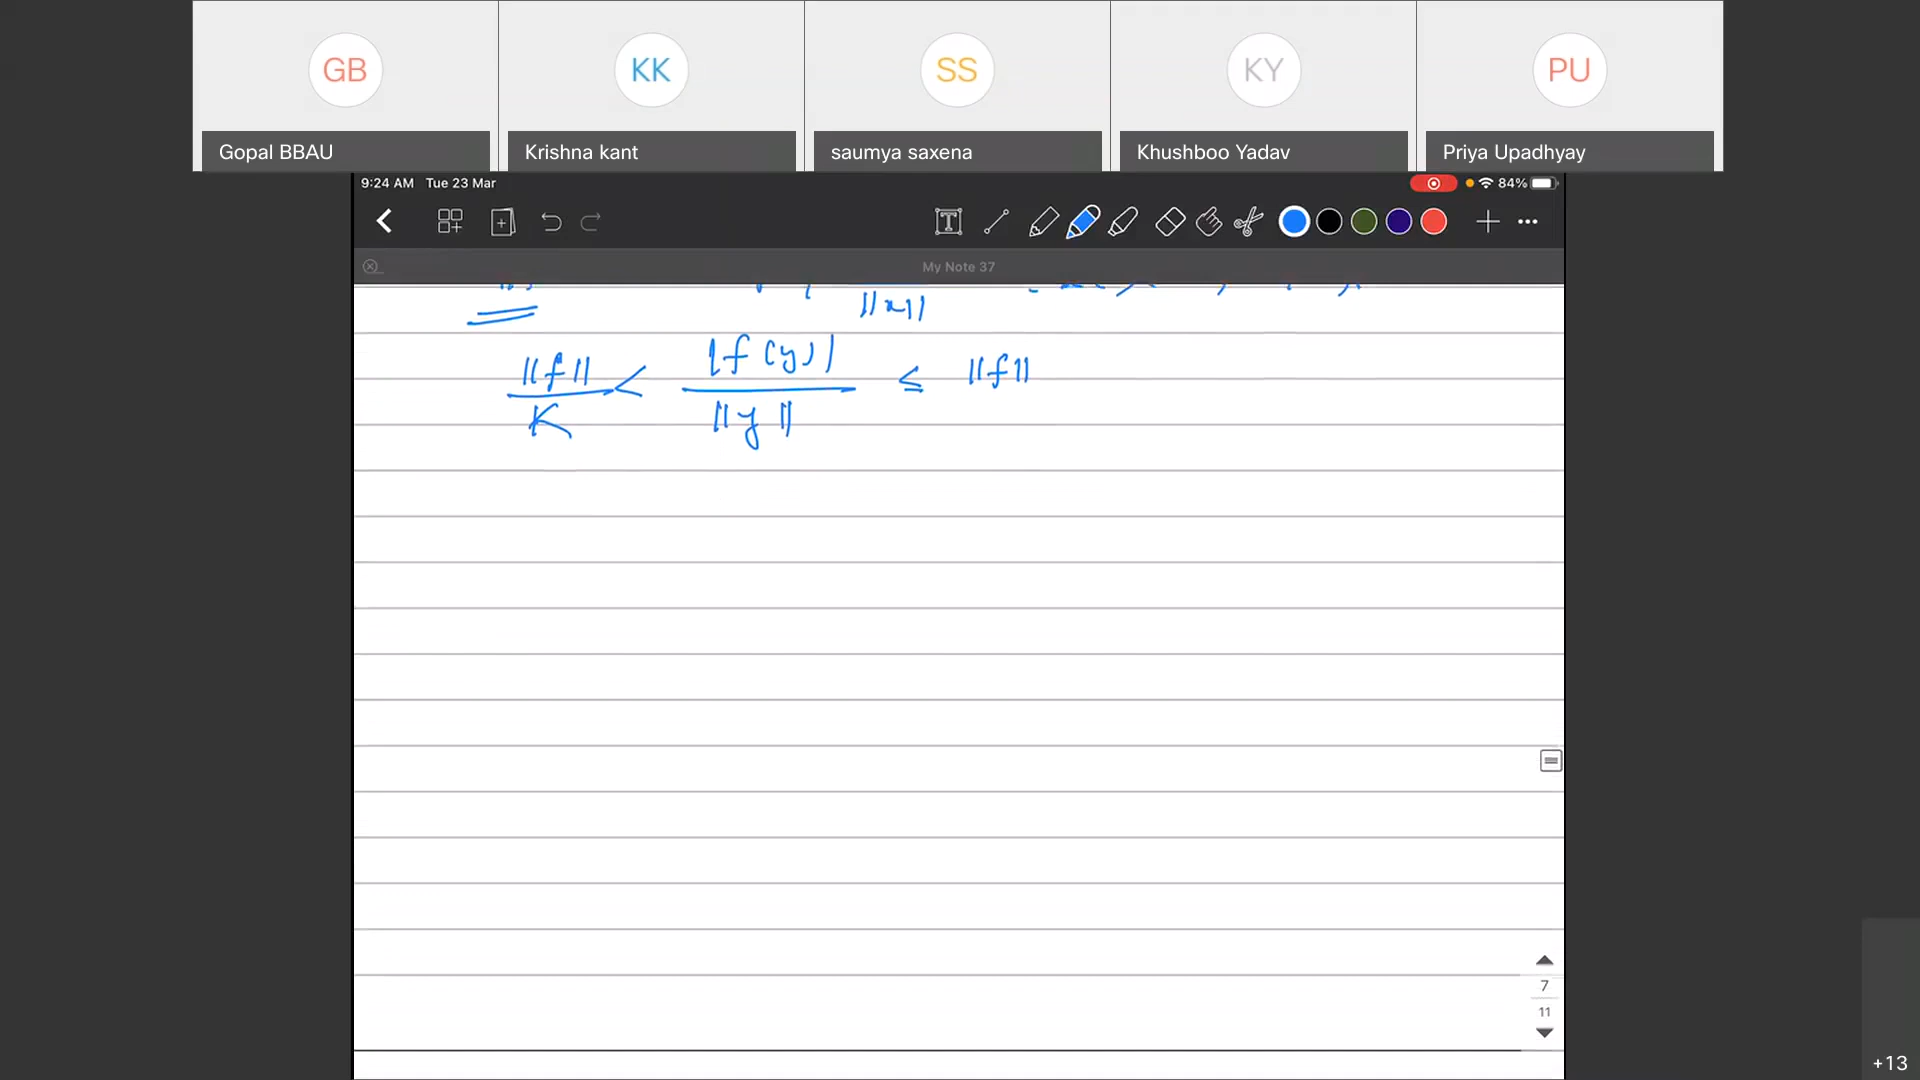 GB KK SS KY PU
Gopal BBAU Krishna kant saumya saxena Khushboo Yadav Priya Upadhyay
9:24 AM Tue 23 Mar 84%
T
My Note 37
||x||
||f|| / K < |f(y)| / ||y|| ≤ ||f||
7
11
+13